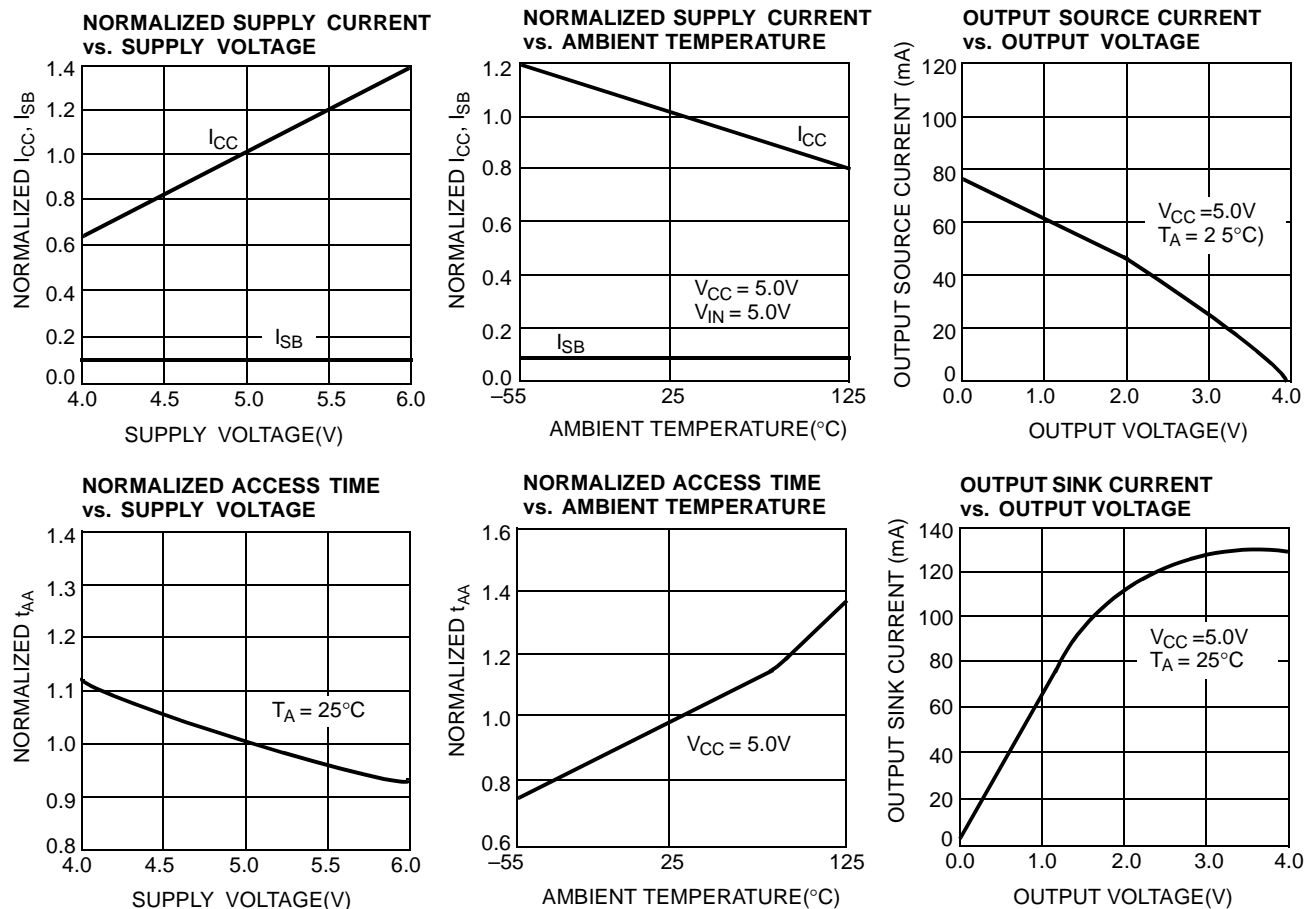 NORMALIZED SUPPLY CURRENT
vs. SUPPLY VOLTAGE
NORMALIZED ICC, ISB
1.4
1.2
1.0
0.8
0.6
0.4
0.2
0.0
ICC
ISB
4.0 4.5 5.0 5.5 6.0
SUPPLY VOLTAGE(V)
NORMALIZED SUPPLY CURRENT
vs. AMBIENT TEMPERATURE
NORMALIZED ICC, ISB
1.2
1.0
0.8
0.6
0.4
0.2
0.0
ICC
VCC = 5.0V
VIN = 5.0V
ISB
–55 25 125
AMBIENT TEMPERATURE(°C)
OUTPUT SOURCE CURRENT
vs. OUTPUT VOLTAGE
OUTPUT SOURCE CURRENT (mA)
120
100
80
60
40
20
0
VCC=5.0V
TA = 2 5°C)
0.0 1.0 2.0 3.0 4.0
OUTPUT VOLTAGE(V)
NORMALIZED ACCESS TIME
vs. SUPPLY VOLTAGE
NORMALIZED tAA
1.4
1.3
1.2
1.1
1.0
0.9
0.8
TA = 25°C
4.0 4.5 5.0 5.5 6.0
SUPPLY VOLTAGE(V)
NORMALIZED ACCESS TIME
vs. AMBIENT TEMPERATURE
NORMALIZED tAA
1.6
1.4
1.2
1.0
0.8
0.6
VCC = 5.0V
–55 25 125
AMBIENT TEMPERATURE(°C)
OUTPUT SINK CURRENT
vs. OUTPUT VOLTAGE
OUTPUT SINK CURRENT (mA)
140
120
100
80
60
40
20
0
VCC=5.0V
TA = 25°C
0.0 1.0 2.0 3.0 4.0
OUTPUT VOLTAGE(V)